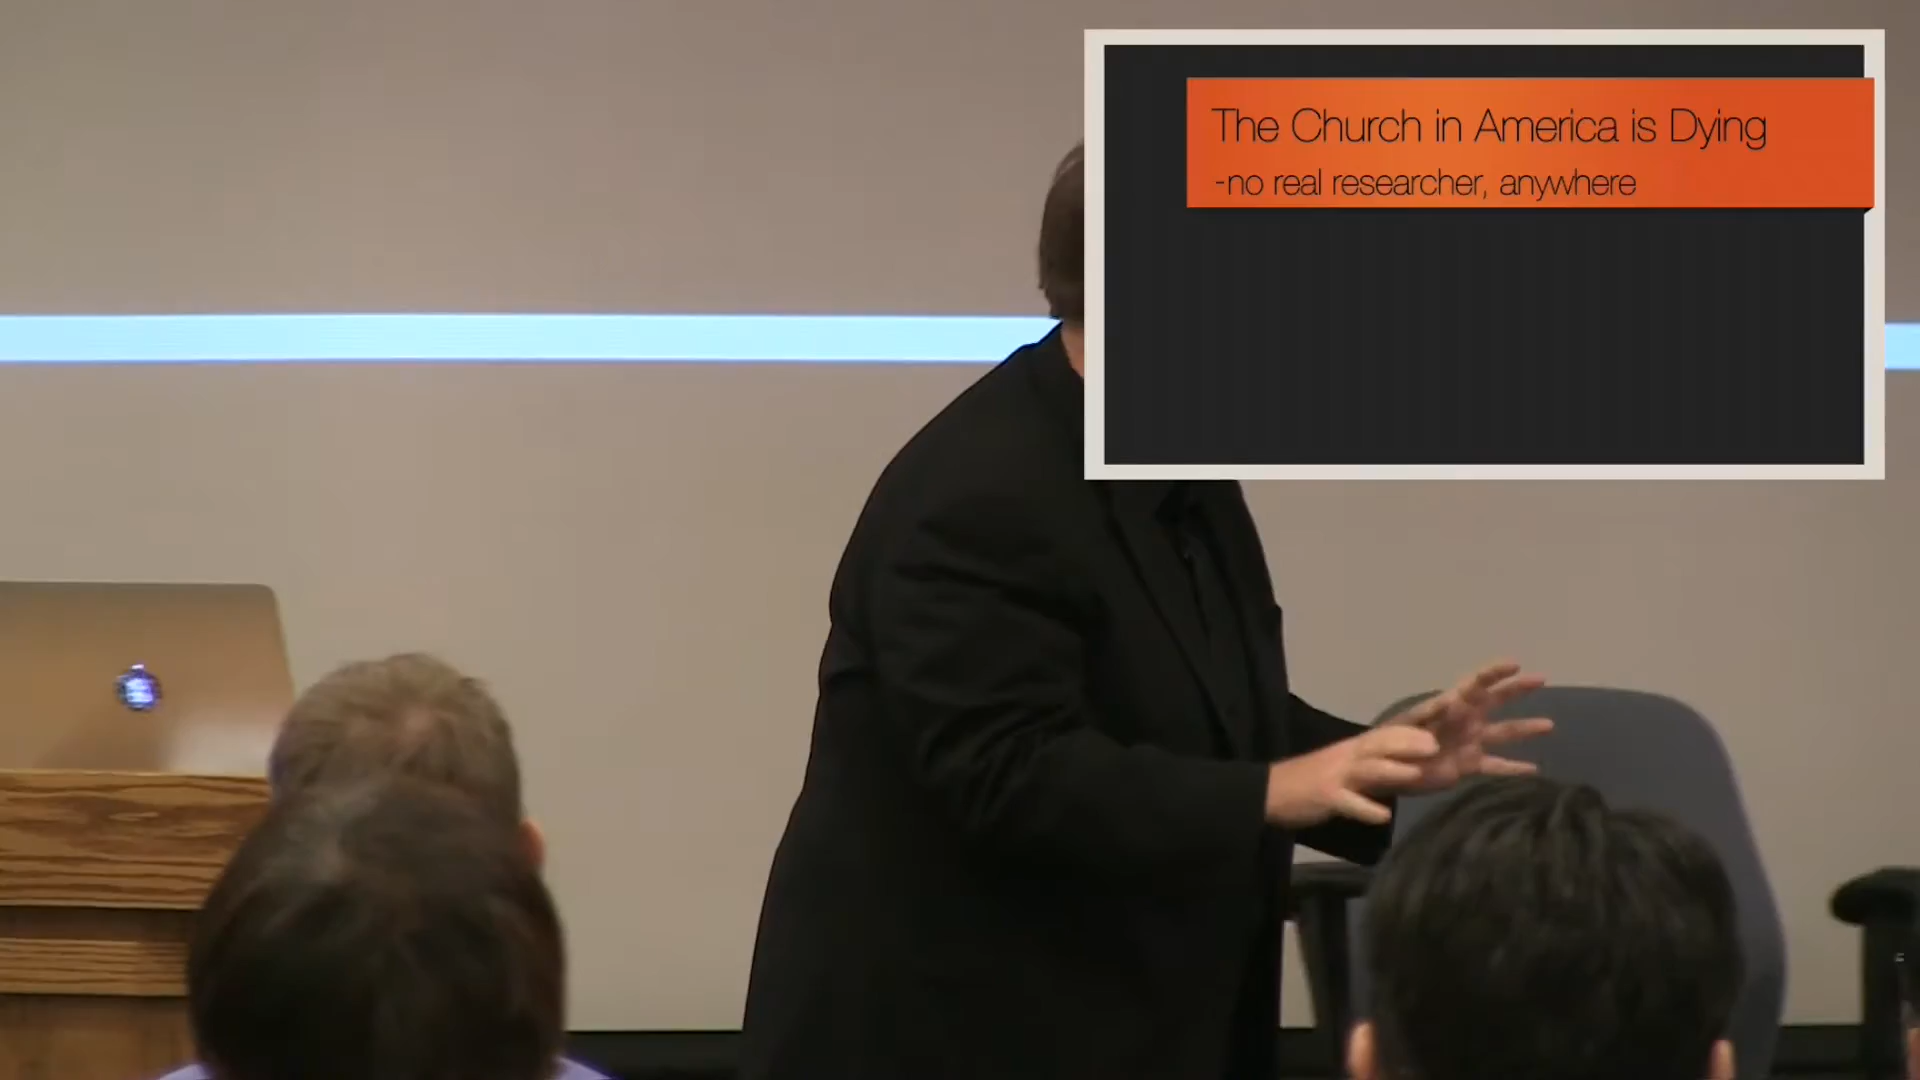 The Church in America is Dying
-no real researcher, anywhere